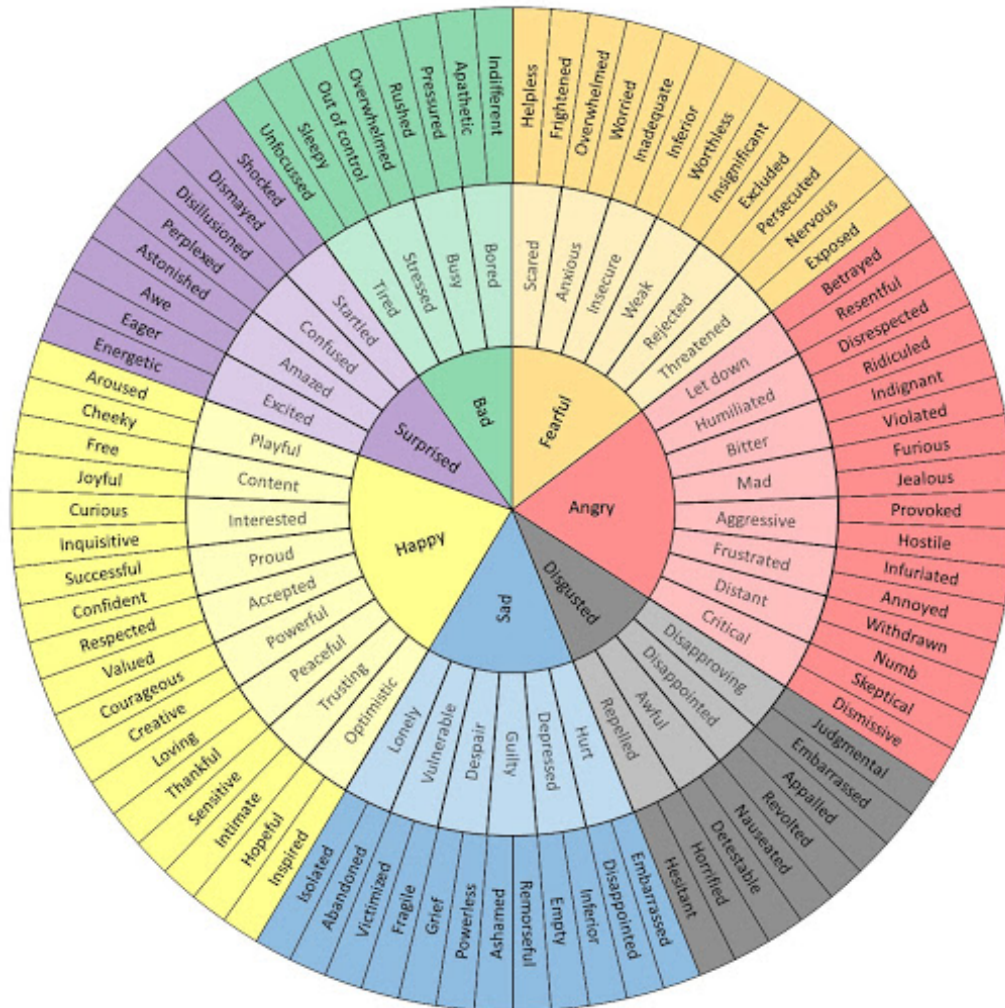 Bad
Fearful
Angry
Disgusted
Sad
Happy
Surprised
Tired
Stressed
Busy
Bored
Scared
Anxious
Insecure
Weak
Rejected
Threatened
Let down
Humiliated
Bitter
Mad
Aggressive
Frustrated
Distant
Critical
Disapproving
Disappointed
Awful
Repelled
Hurt
Depressed
Guilty
Despair
Vulnerable
Lonely
Optimistic
Trusting
Peaceful
Powerful
Accepted
Proud
Interested
Content
Playful
Excited
Amazed
Confused
Startled
Unfocussed
Sleepy
Out of control
Overwhelmed
Rushed
Pressured
Apathetic
Indifferent
Helpless
Frightened
Overwhelmed
Worried
Inadequate
Inferior
Worthless
Insignificant
Excluded
Persecuted
Nervous
Exposed
Betrayed
Resentful
Disrespected
Ridiculed
Indignant
Violated
Furious
Jealous
Provoked
Hostile
Infuriated
Annoyed
Withdrawn
Numb
Skeptical
Dismissive
Judgmental
Embarrassed
Appalled
Revolted
Nauseated
Detestable
Horrified
Hesitant
Embarrassed
Disappointed
Inferior
Empty
Remorseful
Ashamed
Powerless
Grief
Fragile
Victimized
Abandoned
Isolated
Inspired
Hopeful
Intimate
Sensitive
Thankful
Loving
Creative
Courageous
Valued
Respected
Confident
Successful
Inquisitive
Curious
Joyful
Free
Cheeky
Aroused
Energetic
Eager
Awe
Astonished
Perplexed
Disillusioned
Dismayed
Shocked